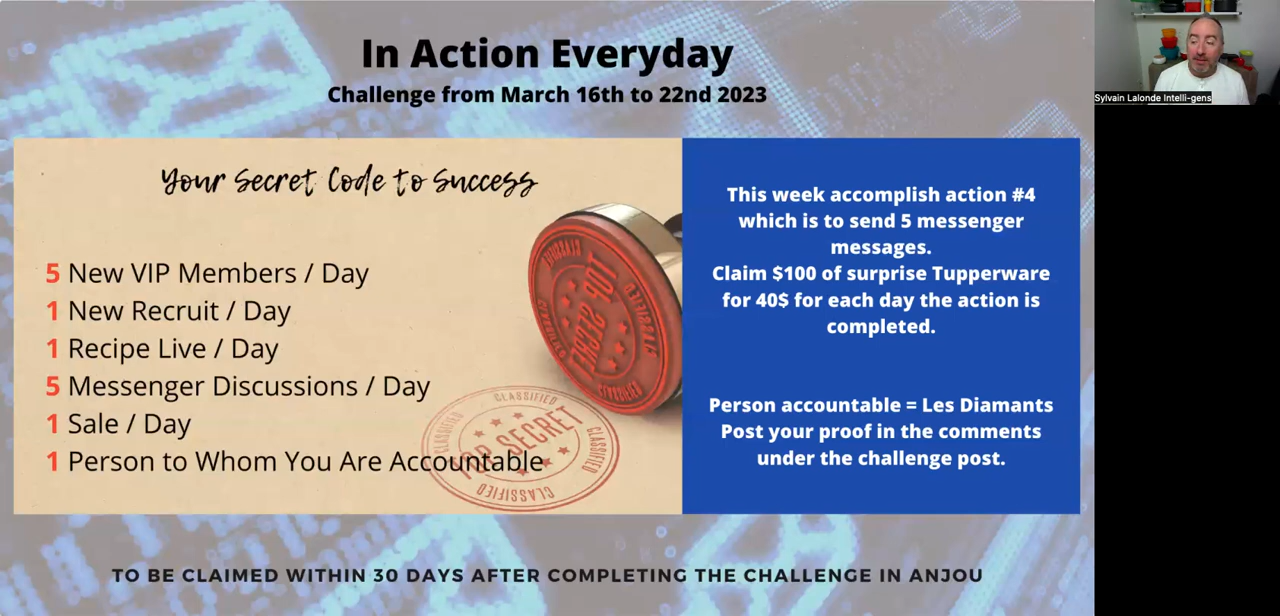 In Action Everyday
Challenge from March 16th to 22nd 2023
Your Secret Code to Success
5 New VIP Members / Day
1 New Recruit / Day
1 Recipe Live / Day
5 Messenger Discussions / Day
1 Sale / Day
1 Person to Whom You Are Accountable
TOP SECRET
CLASSIFIED
CLASSIFIED
CLASSIFIED
CLASSIFIED
This week accomplish action #4
which is to send 5 messenger
messages.
Claim $100 of surprise Tupperware
for 40$ for each day the action is
completed.
Person accountable = Les Diamants
Post your proof in the comments
under the challenge post.
TO BE CLAIMED WITHIN 30 DAYS AFTER COMPLETING THE CHALLENGE IN ANJOU
Sylvain Lalonde Intelli-gens